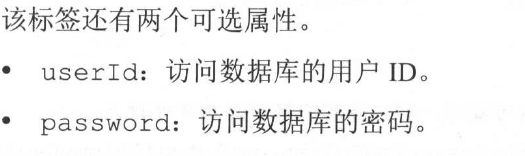 该标签还有两个可选属性。
• userId：访问数据库的用户 ID。
• password：访问数据库的密码。